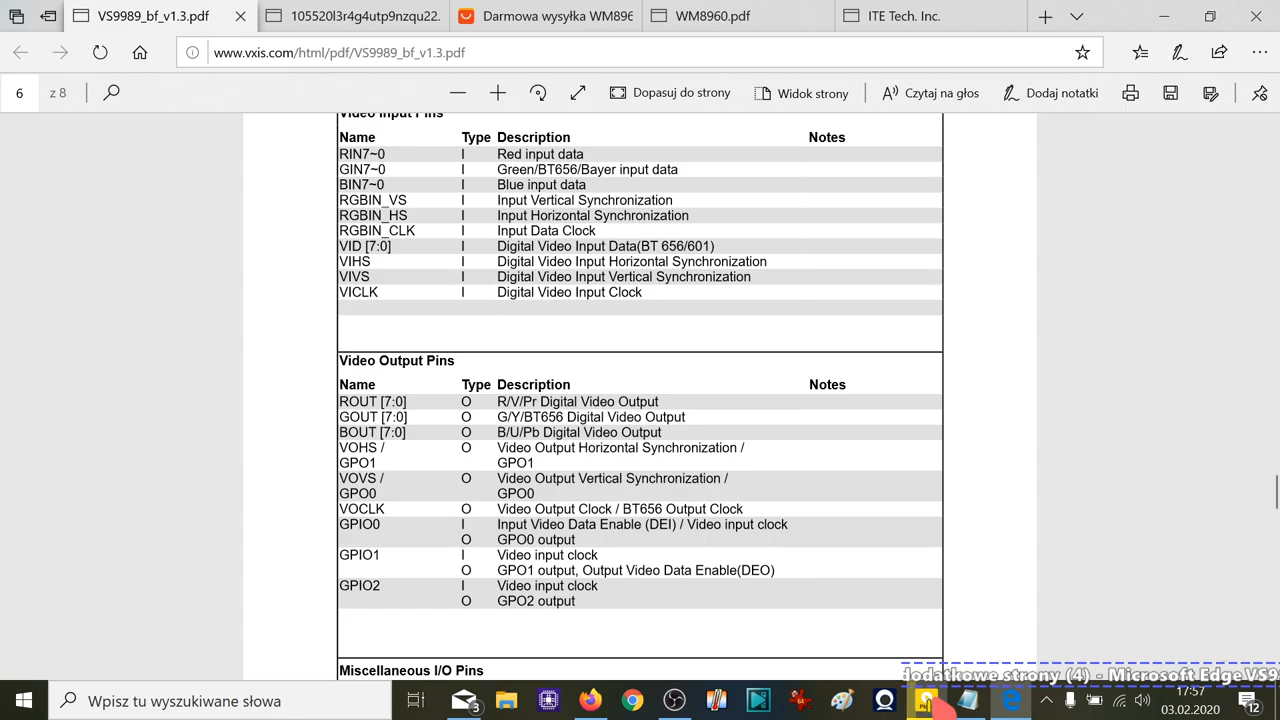 VS9989_bf_v1.3.pdf
105520l3r4g4utp9nzqu22.
Darmowa wysyłka WM896
WM8960.pdf
ITE Tech. Inc.
www.vxis.com/html/pdf/VS9989_bf_v1.3.pdf
6 z 8
Dopasuj do strony
Widok strony
Czytaj na głos
Dodaj notatki
Video Input Pins
Name Type Description Notes
RIN7~0 I Red input data
GIN7~0 I Green/BT656/Bayer input data
BIN7~0 I Blue input data
RGBIN_VS I Input Vertical Synchronization
RGBIN_HS I Input Horizontal Synchronization
RGBIN_CLK I Input Data Clock
VID [7:0] I Digital Video Input Data(BT 656/601)
VIHS I Digital Video Input Horizontal Synchronization
VIVS I Digital Video Input Vertical Synchronization
VICLK I Digital Video Input Clock
Video Output Pins
Name Type Description Notes
ROUT [7:0] O R/V/Pr Digital Video Output
GOUT [7:0] O G/Y/BT656 Digital Video Output
BOUT [7:0] O B/U/Pb Digital Video Output
VOHS / O Video Output Horizontal Synchronization /
GPO1 GPO1
VOVS / O Video Output Vertical Synchronization /
GPO0 GPO0
VOCLK O Video Output Clock / BT656 Output Clock
GPIO0 I Input Video Data Enable (DEI) / Video input clock
O GPO0 output
GPIO1 I Video input clock
O GPO1 output, Output Video Data Enable(DEO)
GPIO2 I Video input clock
O GPO2 output
Miscellaneous I/O Pins
dodatkowe strony (4) - Microsoft EdgeVS9
Wpisz tu wyszukiwane słowa
3
17:57
03.02.2020
12